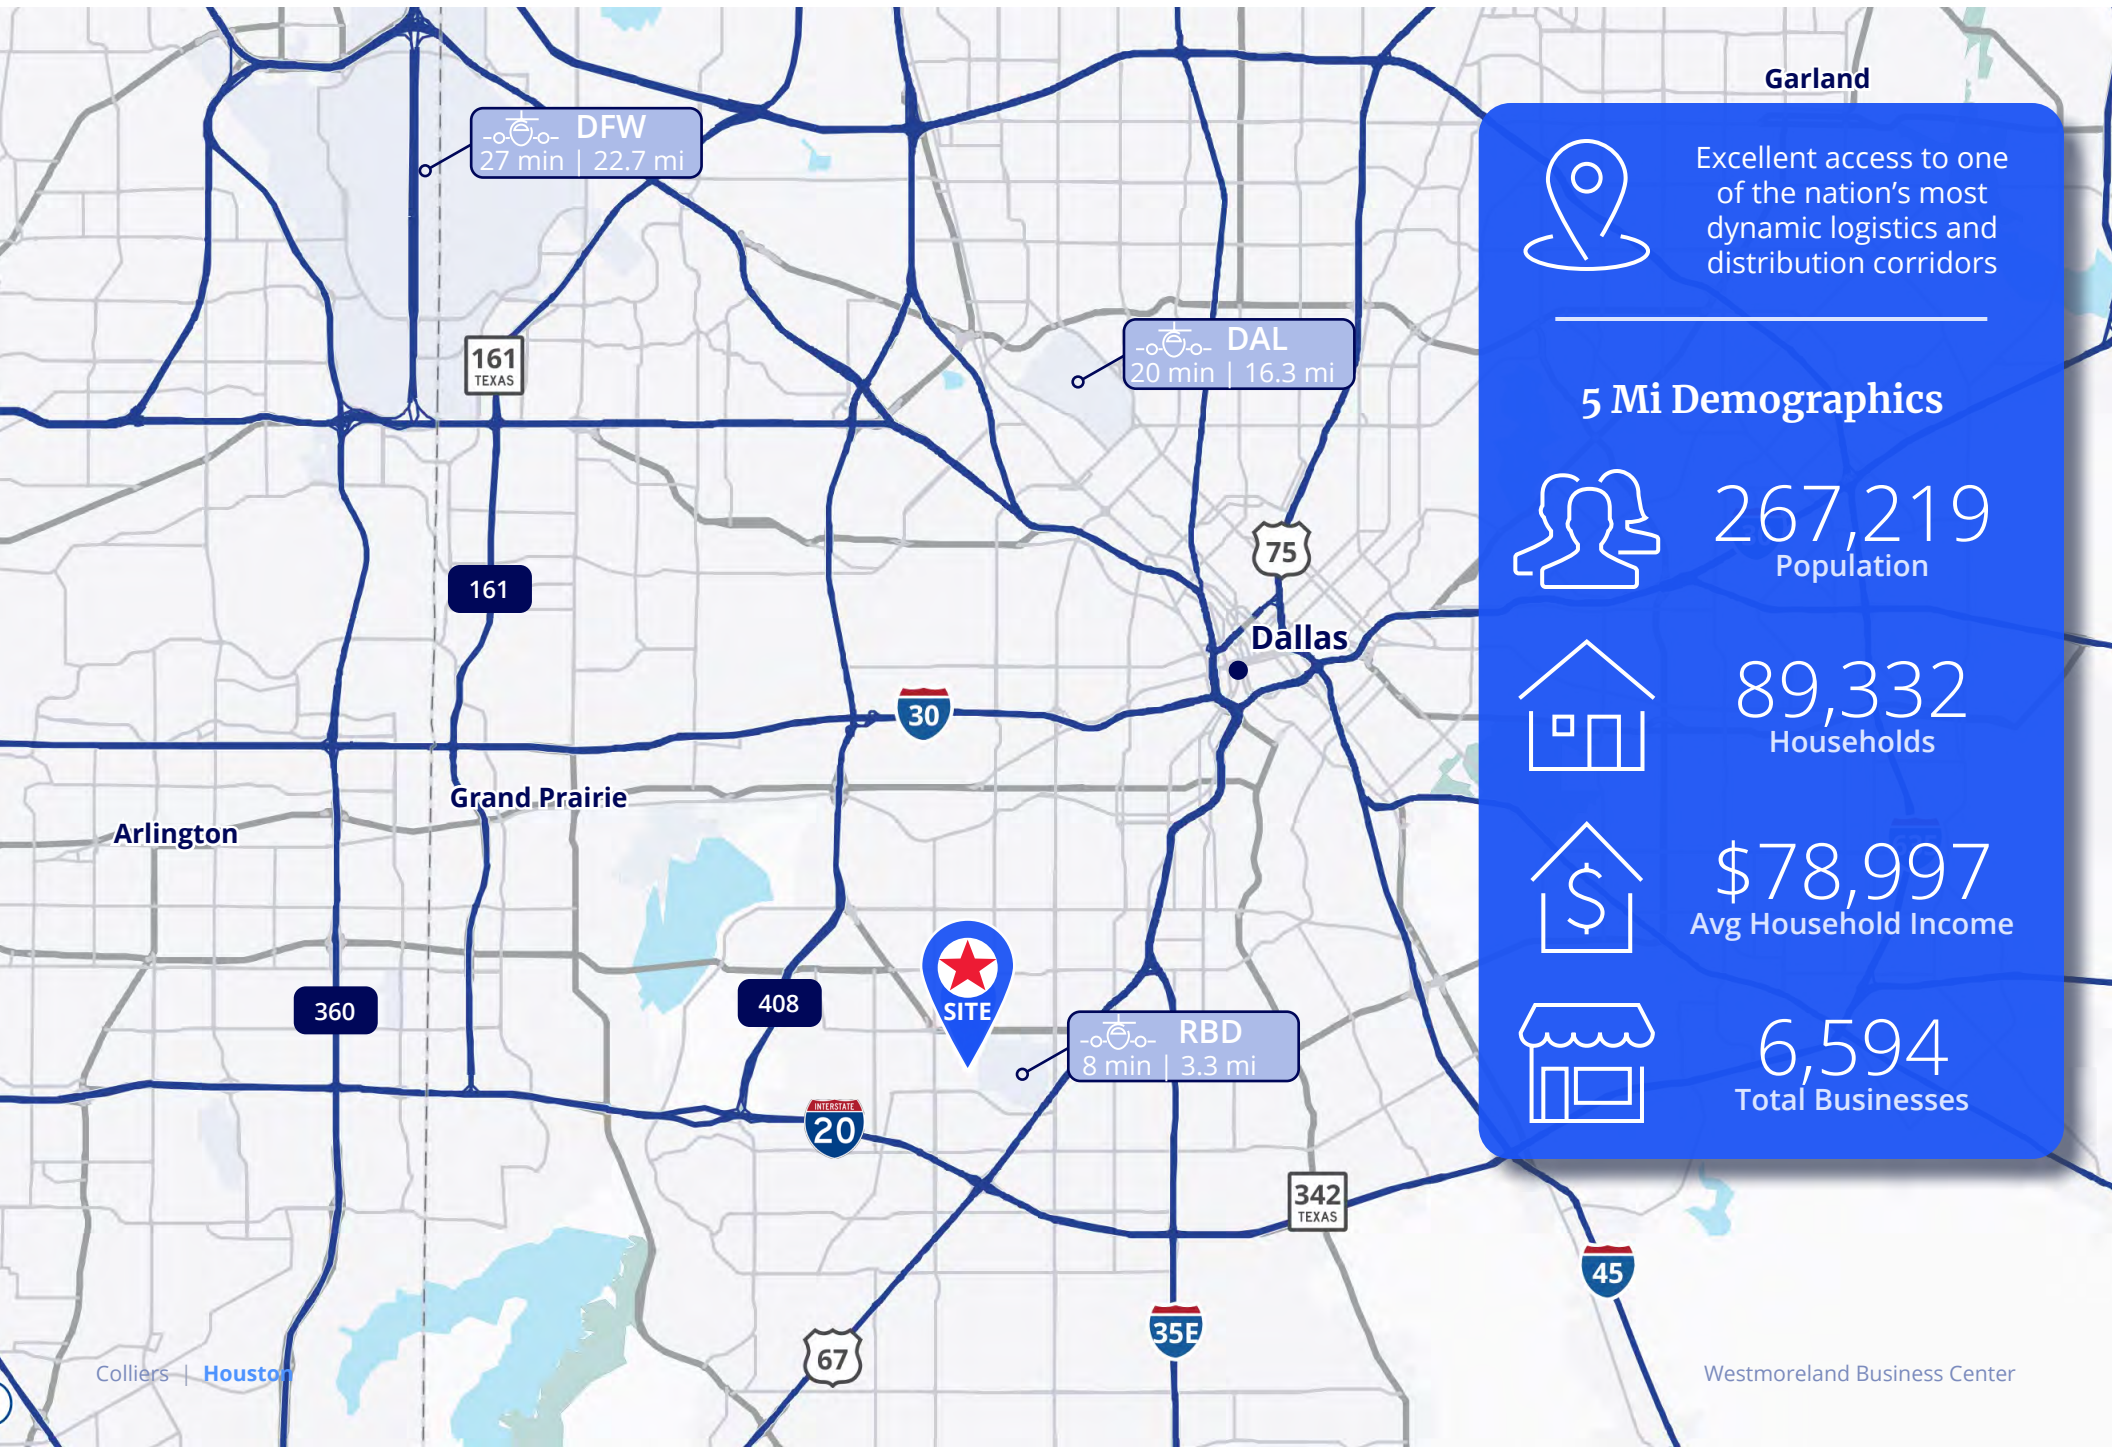 Garland
DFW
27 min | 22.7 mi
Excellent access to one
of the nation’s most
dynamic logistics and
distribution corridors
161
TEXAS
DAL
20 min | 16.3 mi
5 Mi Demographics
267,219
Population
75
161
Dallas
89,332
Households
30
Grand Prairie
Arlington
$78,997
Avg Household Income
360
408
SITE
RBD
8 min | 3.3 mi
6,594
Total Businesses
INTERSTATE
20
342
TEXAS
45
35E
67
Colliers | Houston
Westmoreland Business Center